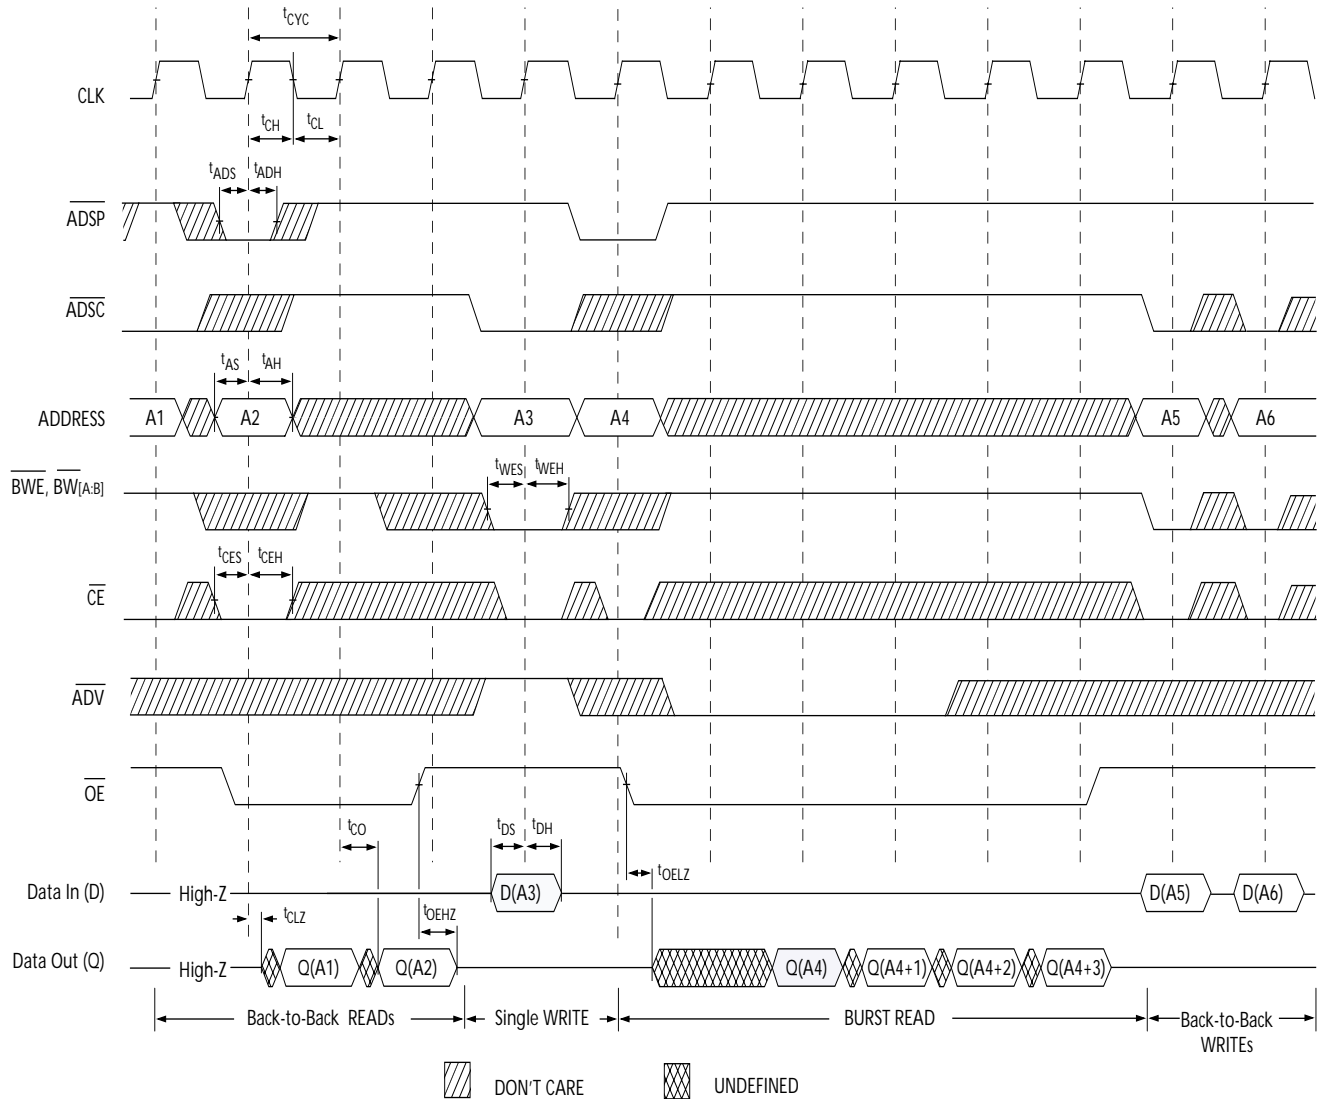 tCYC
CLK
tCH tCL
tADS tADH
ADSP
ADSC
tAS tAH
ADDRESS A1 A2 A3 A4 A5 A6
tWES tWEH
BWE, BW[A:B]
tCES tCEH
CE
ADV
OE
tCO tDS tDH
tOELZ
Data In (D) High-Z D(A3) D(A5) D(A6)
tCLZ tOEHZ
Data Out (Q) High-Z Q(A1) Q(A2) Q(A4) Q(A4+1) Q(A4+2) Q(A4+3)
Back-to-Back READs Single WRITE BURST READ Back-to-Back
WRITEs
DON'T CARE UNDEFINED